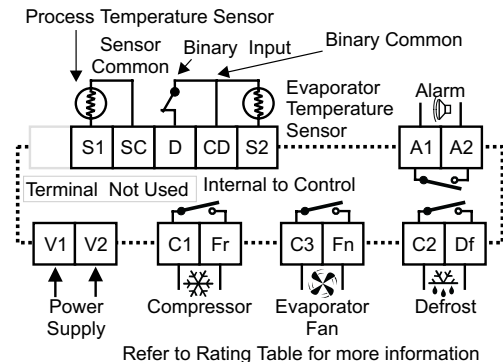 Process Temperature Sensor
Sensor Common
Binary Input
Binary Common
Evaporator Temperature Sensor
Alarm
S1 SC D CD S2
A1 A2
Terminal Not Used
Internal to Control
V1 V2
C1 Fr
C3 Fn
C2 Df
Power Supply
Compressor
Evaporator Fan
Defrost
Refer to Rating Table for more information